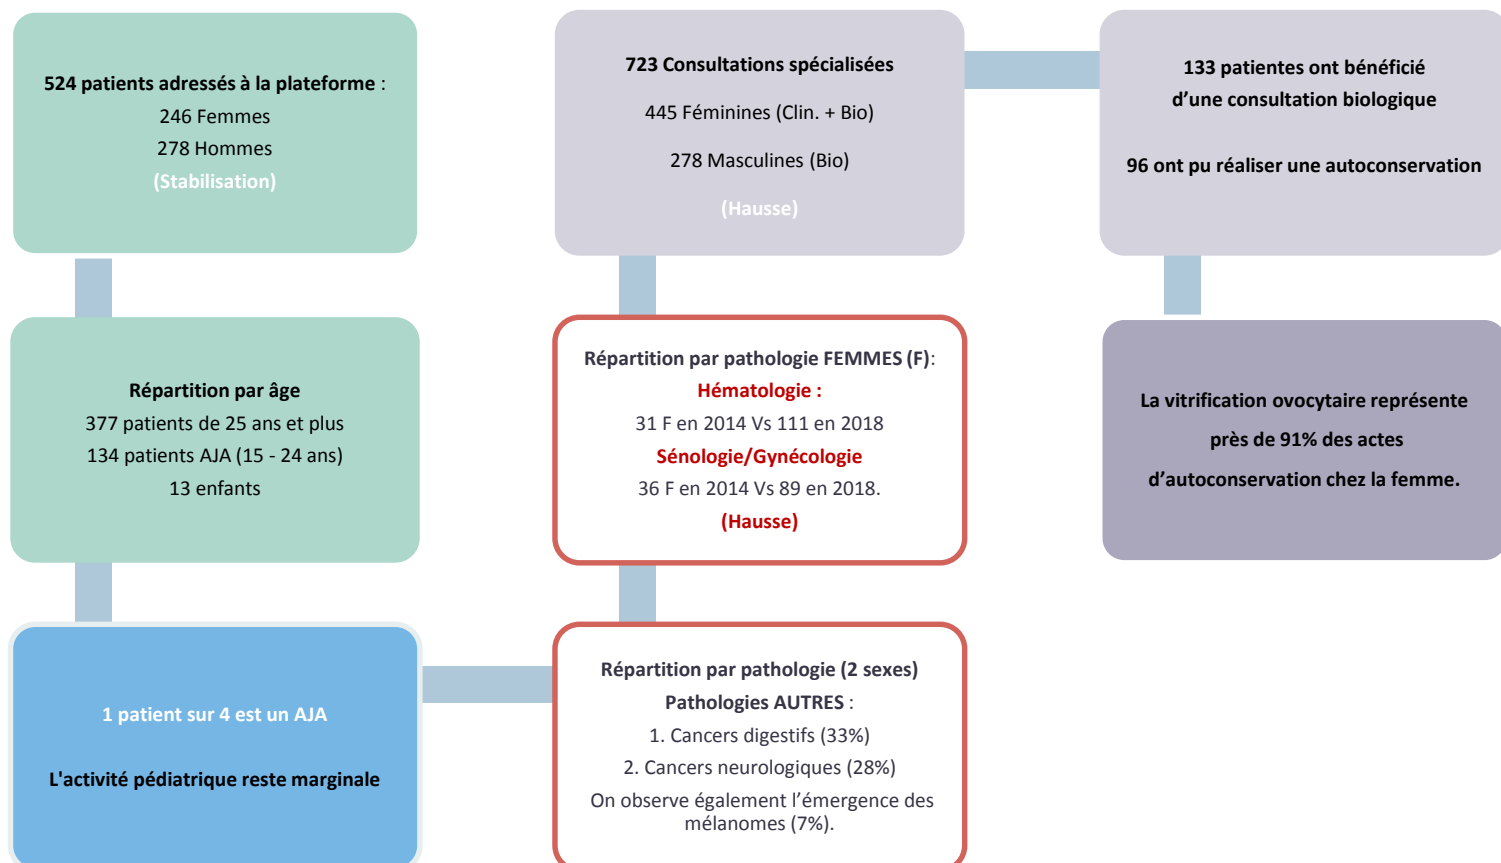 524 patients adressés à la plateforme :
246 Femmes
278 Hommes
(Stabilisation)
Répartition par âge
377 patients de 25 ans et plus
134 patients AJA (15 - 24 ans)
13 enfants
1 patient sur 4 est un AJA
L'activité pédiatrique reste marginale
Répartition par pathologie (2 sexes)
Pathologies AUTRES :
1. Cancers digestifs (33%)
2. Cancers neurologiques (28%)
On observe également l’émergence des
mélanomes (7%).
Répartition par pathologie FEMMES (F):
Hématologie :
31 F en 2014 Vs 111 en 2018
Sénologie/Gynécologie
36 F en 2014 Vs 89 en 2018.
(Hausse)
723 Consultations spécialisées
445 Féminines (Clin. + Bio)
278 Masculines (Bio)
(Hausse)
133 patientes ont bénéficié
d’une consultation biologique
96 ont pu réaliser une autoconservation
La vitrification ovocytaire représente
près de 91% des actes
d’autoconservation chez la femme.